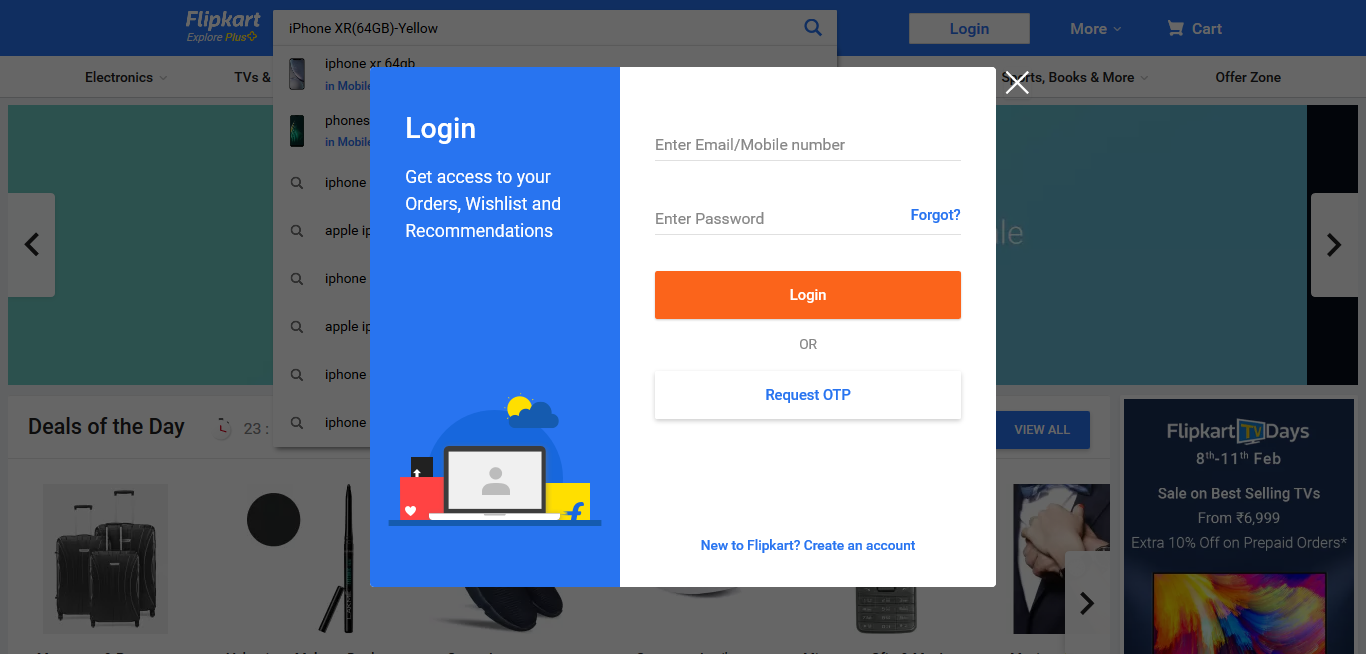 Flipkart
Explore Plus
iPhone XR(64GB)-Yellow
Login
More
Cart
Electronics
TVs &
Sports, Books & More
Offer Zone
iphone xr 64gb
in Mobile
phones
in Mobile
iphone
apple ip
iphone
apple ip
iphone
iphone
Login
Get access to your
Orders, Wishlist and
Recommendations
Enter Email/Mobile number
Enter Password
Forgot?
Login
OR
Request OTP
New to Flipkart? Create an account
Deals of the Day
23 :
VIEW ALL
Flipkart TV Days
8th-11th Feb
Sale on Best Selling TVs
From ₹6,999
Extra 10% Off on Prepaid Orders*